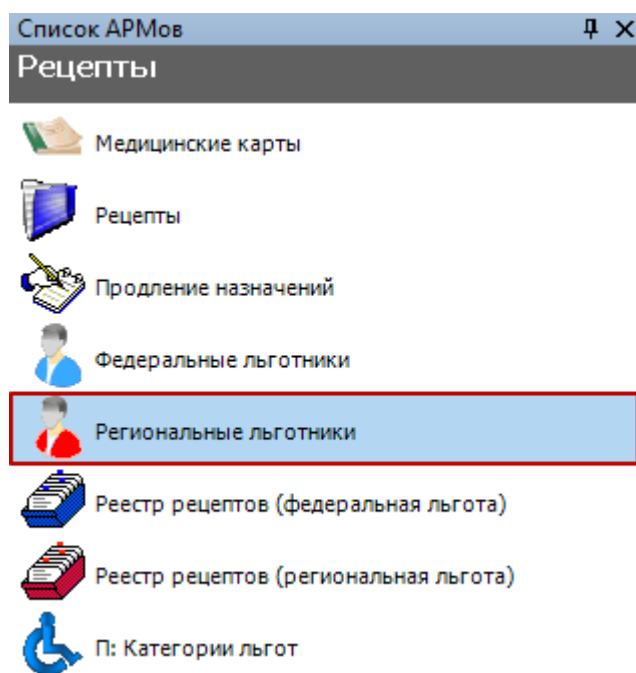 Список АРМов
Рецепты
Медицинские карты
Рецепты
Продление назначений
Федеральные льготники
Региональные льготники
Реестр рецептов (федеральная льгота)
Реестр рецептов (региональная льгота)
П: Категории льгот